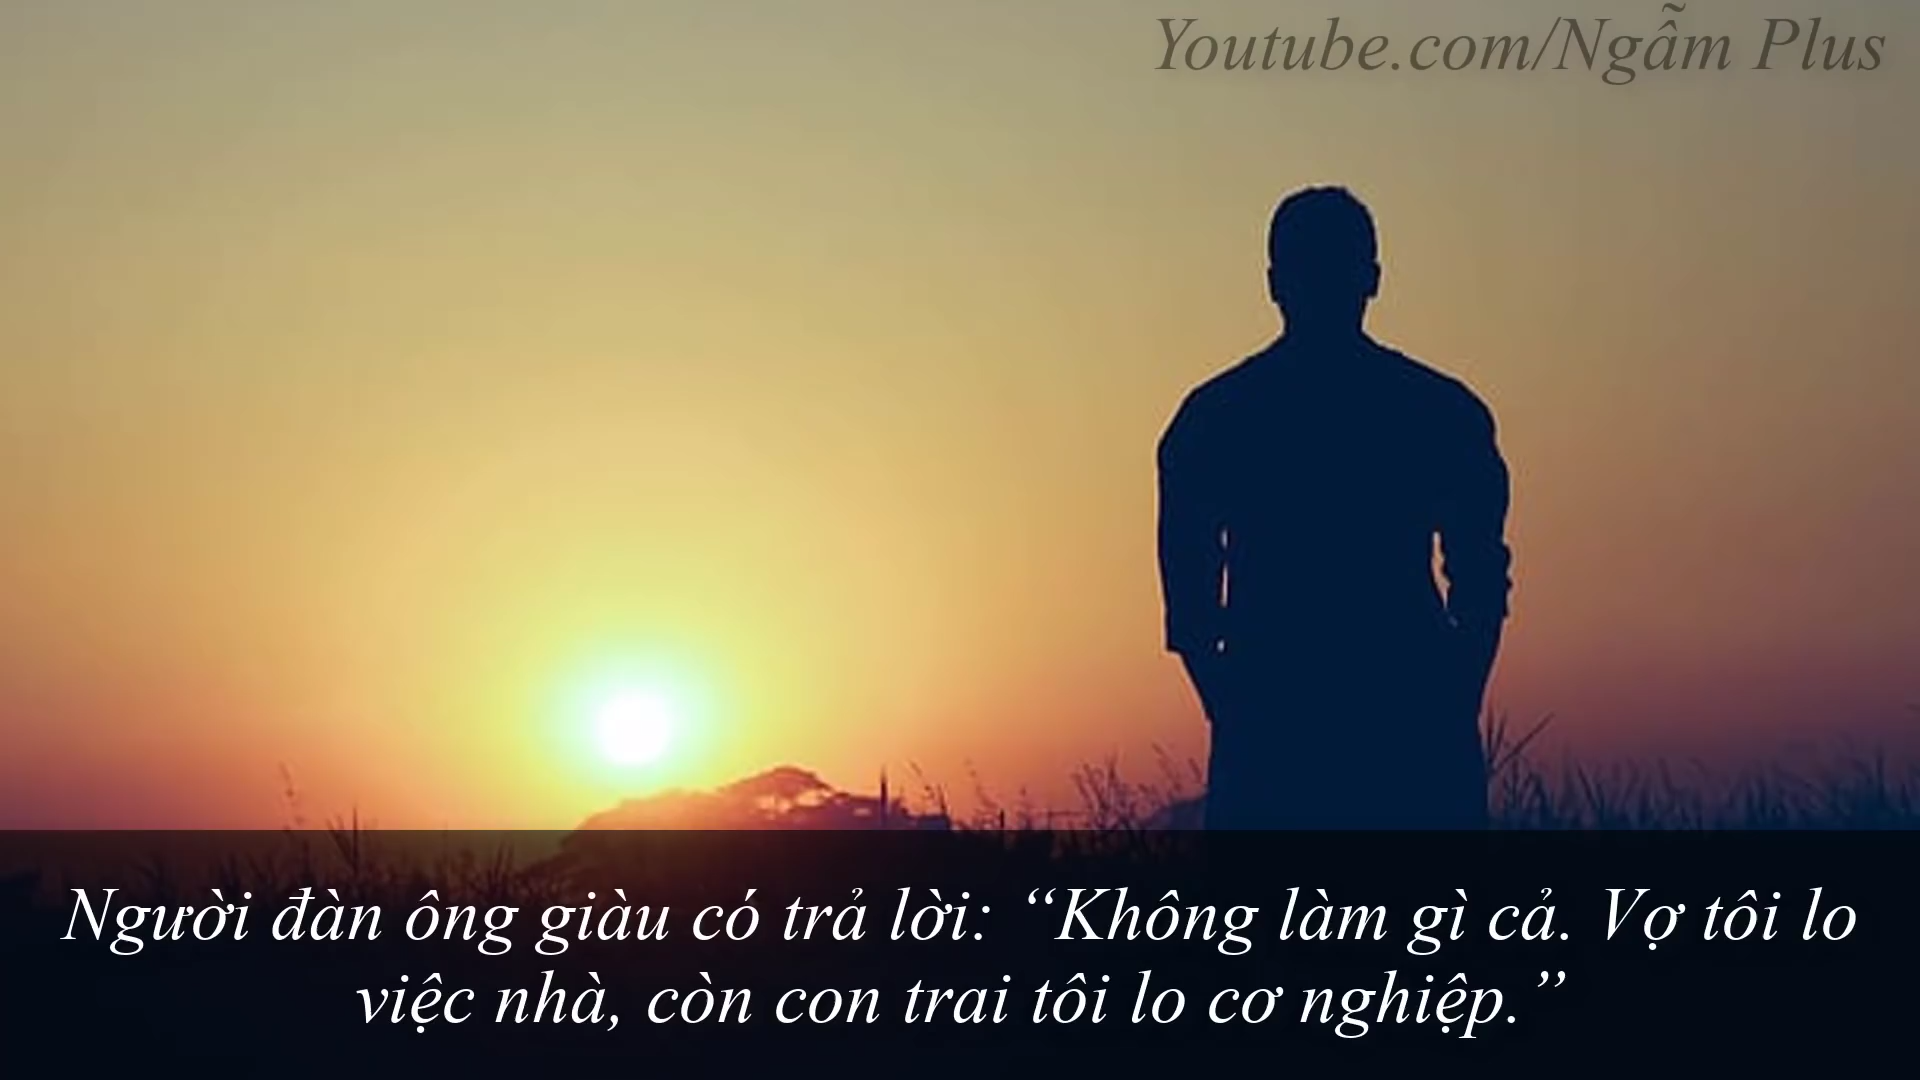 Youtube.com/Ngẫm Plus
Người đàn ông giàu có trả lời: “Không làm gì cả. Vợ tôi lo
việc nhà, còn con trai tôi lo cơ nghiệp.”